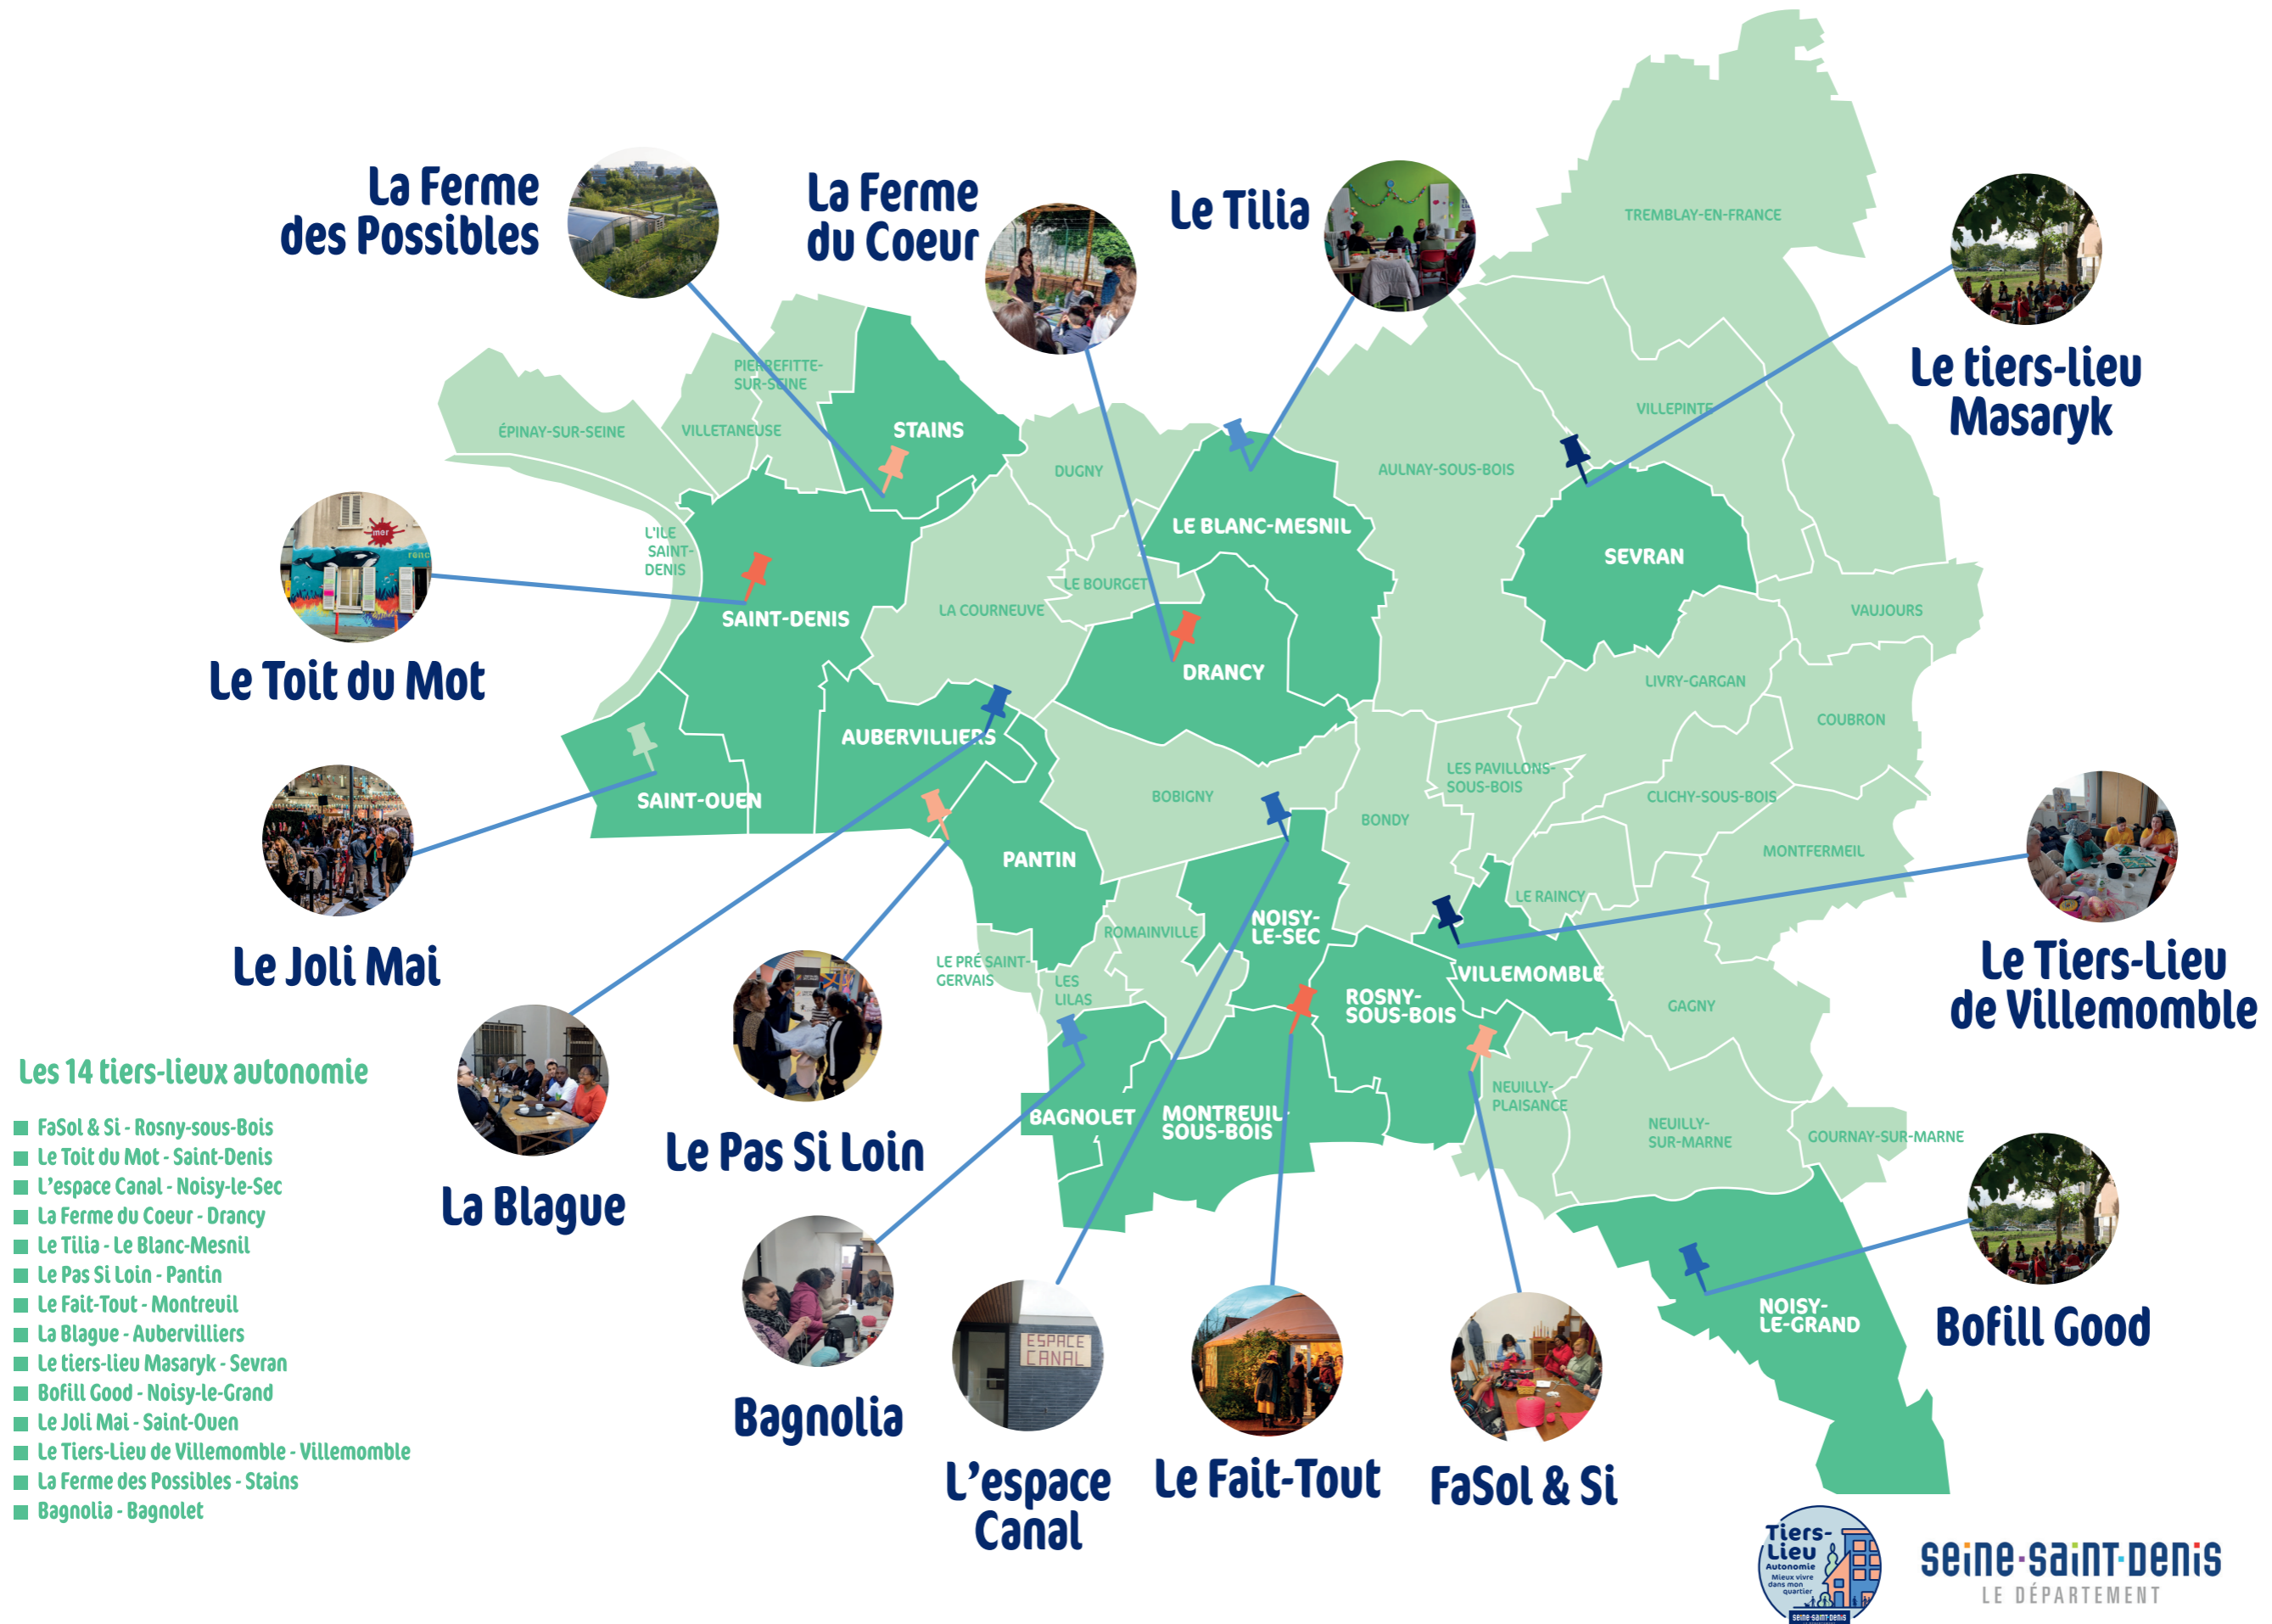 La Ferme
des Possibles
La Ferme
du Coeur
Le Tilia
TREMBLAY-EN-FRANCE
Le tiers-lieu
Masaryk
PIERREFITTE-
SUR-SEINE
ÉPINAY-SUR-SEINE
VILLETANEUSE
STAINS
DUGNY
AULNAY-SOUS-BOIS
VILLEPINTE
L'ILE
SAINT-
DENIS
LE BLANC-MESNIL
SEVRAN
mer
renc
LE BOURGET
LA COURNEUVE
SAINT-DENIS
VAUJOURS
Le Toit du Mot
DRANCY
LIVRY-GARGAN
COUBRON
AUBERVILLIERS
SAINT-OUEN
BOBIGNY
LES PAVILLONS-
SOUS-BOIS
CLICHY-SOUS-BOIS
BONDY
PANTIN
MONTFERMEIL
LE RAINCY
NOISY-
LE-SEC
ROMAINVILLE
Le Joli Mai
LE PRÉ SAINT-
GERVAIS
LES
LILAS
VILLEMOMBLE
ROSNY-
SOUS-BOIS
GAGNY
Le Tiers-Lieu
de Villemomble
La Blague
Le Pas Si Loin
BAGNOLET
MONTREUIL-
SOUS-BOIS
NEUILLY-
PLAISANCE
NEUILLY-
SUR-MARNE
GOURNAY-SUR-MARNE
NOISY-
LE-GRAND
Bofill Good
Bagnolia
ESPACE
CANAL
L'espace
Canal
Le Fait-Tout
FaSol & Si
Les 14 tiers-lieux autonomie
FaSol & Si - Rosny-sous-Bois
Le Toit du Mot - Saint-Denis
L'espace Canal - Noisy-le-Sec
La Ferme du Coeur - Drancy
Le Tilia - Le Blanc-Mesnil
Le Pas Si Loin - Pantin
Le Fait-Tout - Montreuil
La Blague - Aubervilliers
Le tiers-lieu Masaryk - Sevran
Bofill Good - Noisy-le-Grand
Le Joli Mai - Saint-Ouen
Le Tiers-Lieu de Villemomble - Villemomble
La Ferme des Possibles - Stains
Bagnolia - Bagnolet
Tiers-
Lieu
Autonomie
Mieux vivre
dans mon
quartier
seine-saint-denis
seine-saint-denis
LE DÉPARTEMENT